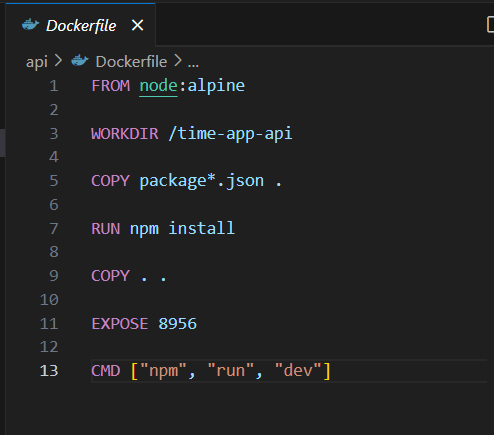 Dockerfile ×
api > Dockerfile > ...
1 FROM node:alpine
2
3 WORKDIR /time-app-api
4
5 COPY package*.json .
6
7 RUN npm install
8
9 COPY . .
10
11 EXPOSE 8956
12
13 CMD ["npm", "run", "dev"]